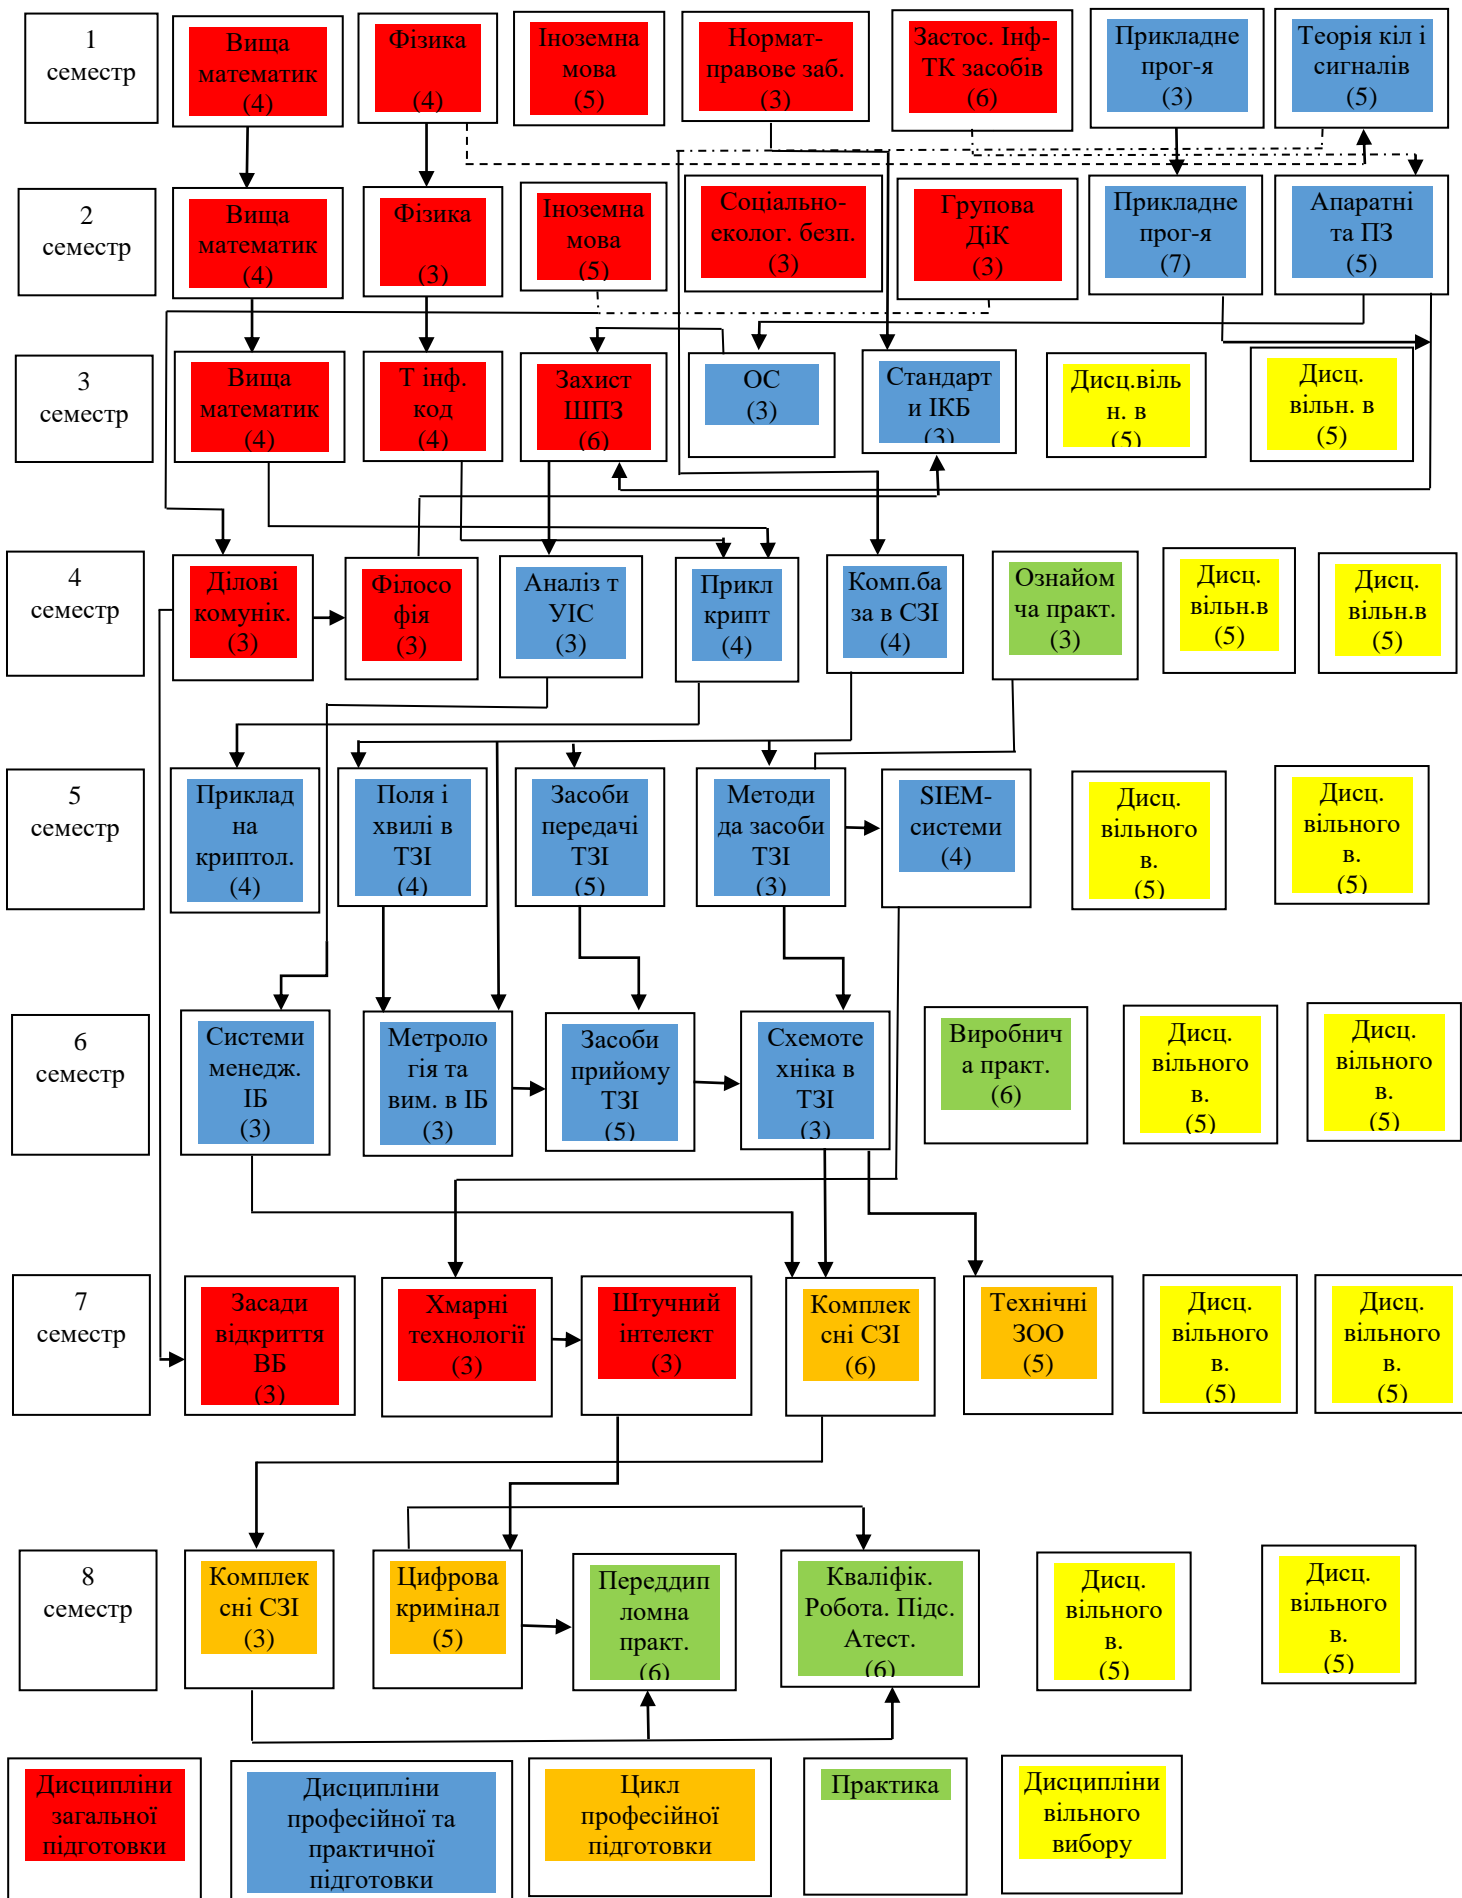 1
семестр
Вища
математик
(4)
Фізика
(4)
Іноземна
мова
(5)
Нормат-
правове заб.
(3)
Застос. Інф-
ТК засобів
(6)
Прикладне
прог-я
(3)
Теорія кіл і
сигналів
(5)
2
семестр
Вища
математик
(4)
Фізика
(3)
Іноземна
мова
(5)
Соціально-
еколог. безп.
(3)
Групова
ДіК
(3)
Прикладне
прог-я
(7)
Апаратні
та ПЗ
(5)
3
семестр
Вища
математик
(4)
Т інф.
код
(4)
Захист
ШПЗ
(6)
ОС
(3)
Стандарт
и ІКБ
(3)
Дисц.віль
н. в
(5)
Дисц.
вільн. в
(5)
4
семестр
Ділові
комунік.
(3)
Філосо
фія
(3)
Аналіз т
УІС
(3)
Прикл
крипт
(4)
Комп.ба
за в СЗІ
(4)
Ознайом
ча практ.
(3)
Дисц.
вільн.в
(5)
Дисц.
вільн.в
(5)
5
семестр
Приклад
на
криптол.
(4)
Поля і
хвилі в
ТЗІ
(4)
Засоби
передачі
ТЗІ
(5)
Методи
да засоби
ТЗІ
(3)
SIEM-
системи
(4)
Дисц.
вільного
в.
(5)
Дисц.
вільного
в.
(5)
6
семестр
Системи
менедж.
ІБ
(3)
Метроло
гія та
вим. в ІБ
(3)
Засоби
прийому
ТЗІ
(5)
Схемоте
хніка в
ТЗІ
(3)
Виробнич
а практ.
(6)
Дисц.
вільного
в.
(5)
Дисц.
вільного
в.
(5)
7
семестр
Засади
відкриття
ВБ
(3)
Хмарні
технології
(3)
Штучний
інтелект
(3)
Комплек
сні СЗІ
(6)
Технічні
ЗОО
(5)
Дисц.
вільного
в.
(5)
Дисц.
вільного
в.
(5)
8
семестр
Комплек
сні СЗІ
(3)
Цифрова
кримінал
(5)
Переддип
ломна
практ.
(6)
Кваліфік.
Робота. Підс.
Атест.
(6)
Дисц.
вільного
в.
(5)
Дисц.
вільного
в.
(5)
Дисципліни
загальної
підготовки
Дисципліни
професійної та
практичної
підготовки
Цикл
професійної
підготовки
Практика
Дисципліни
вільного
вибору